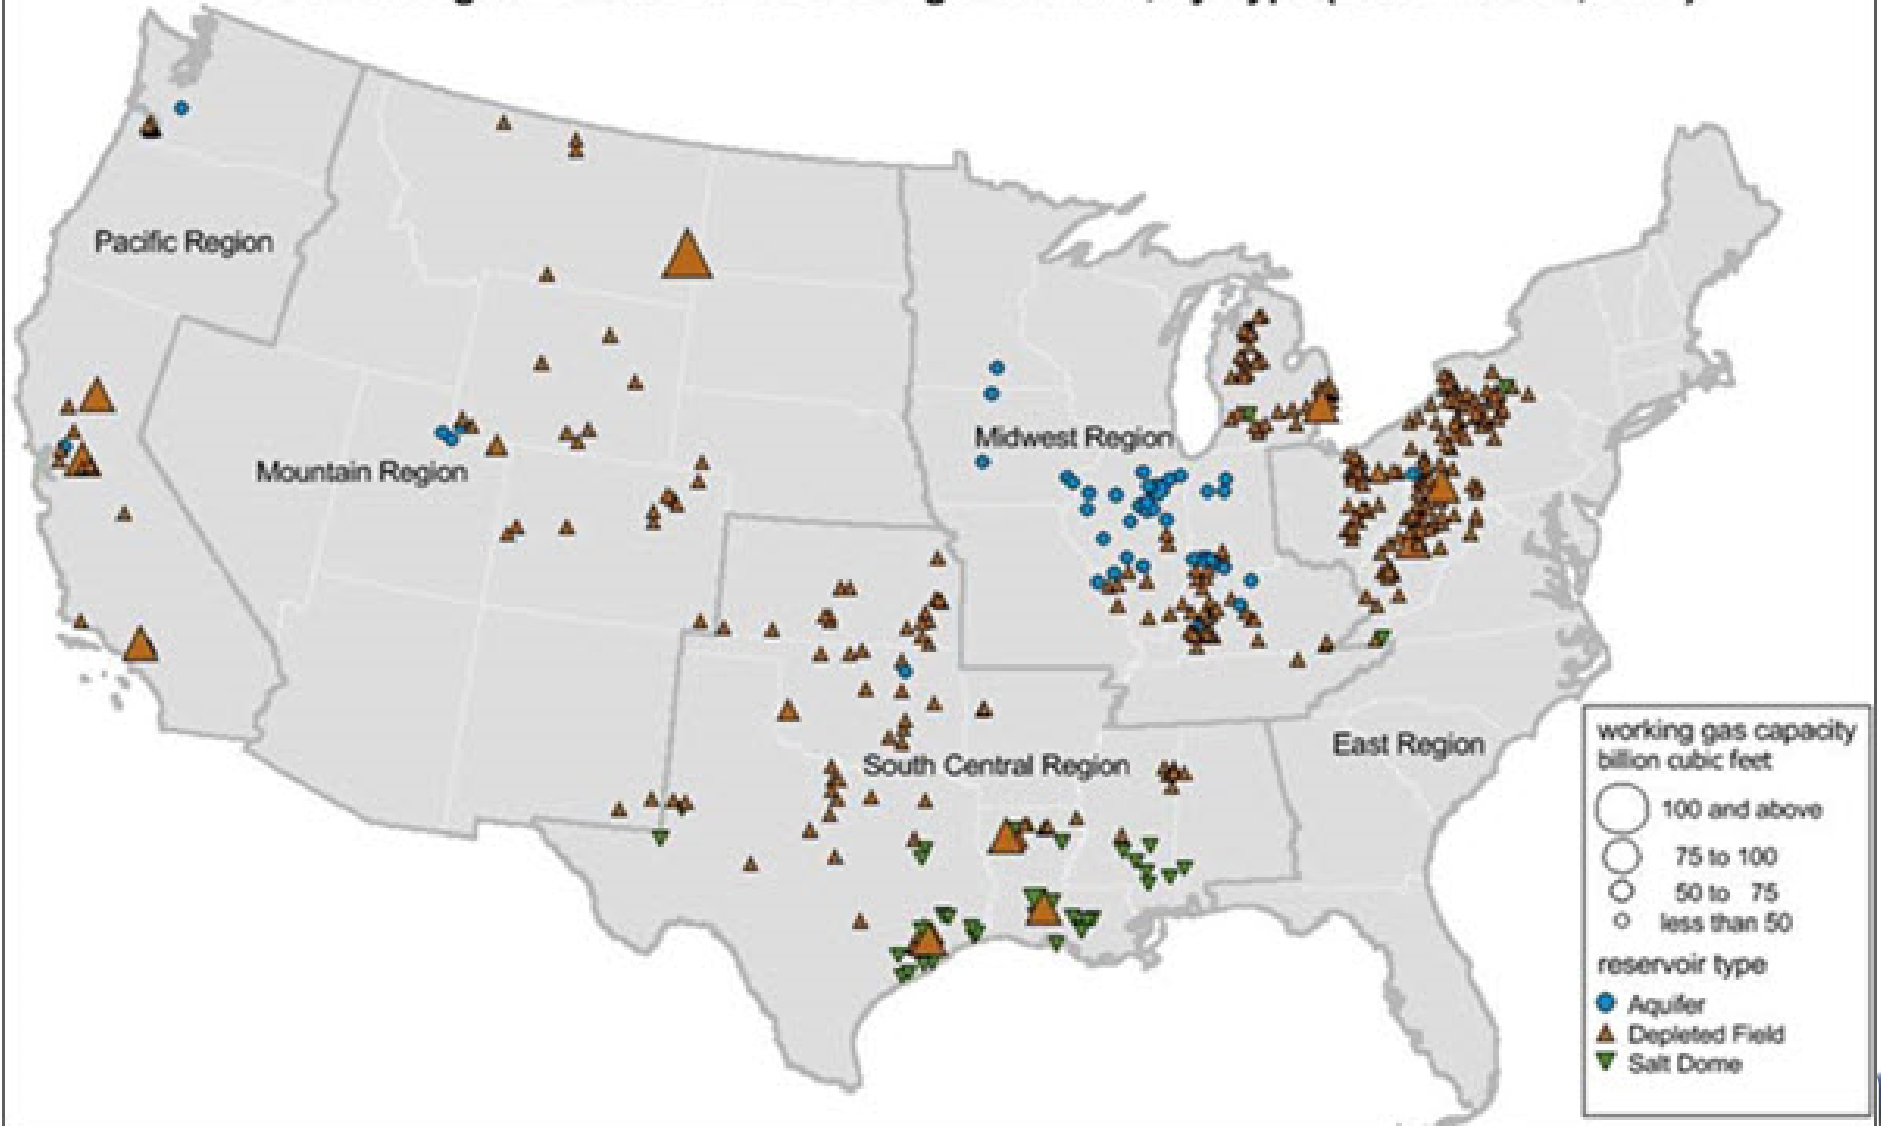 Pacific Region
Mountain Region
Midwest Region
South Central Region
East Region
working gas capacity
billion cubic feet
100 and above
75 to 100
50 to 75
less than 50
reservoir type
Aquifer
Depleted Field
Salt Dome